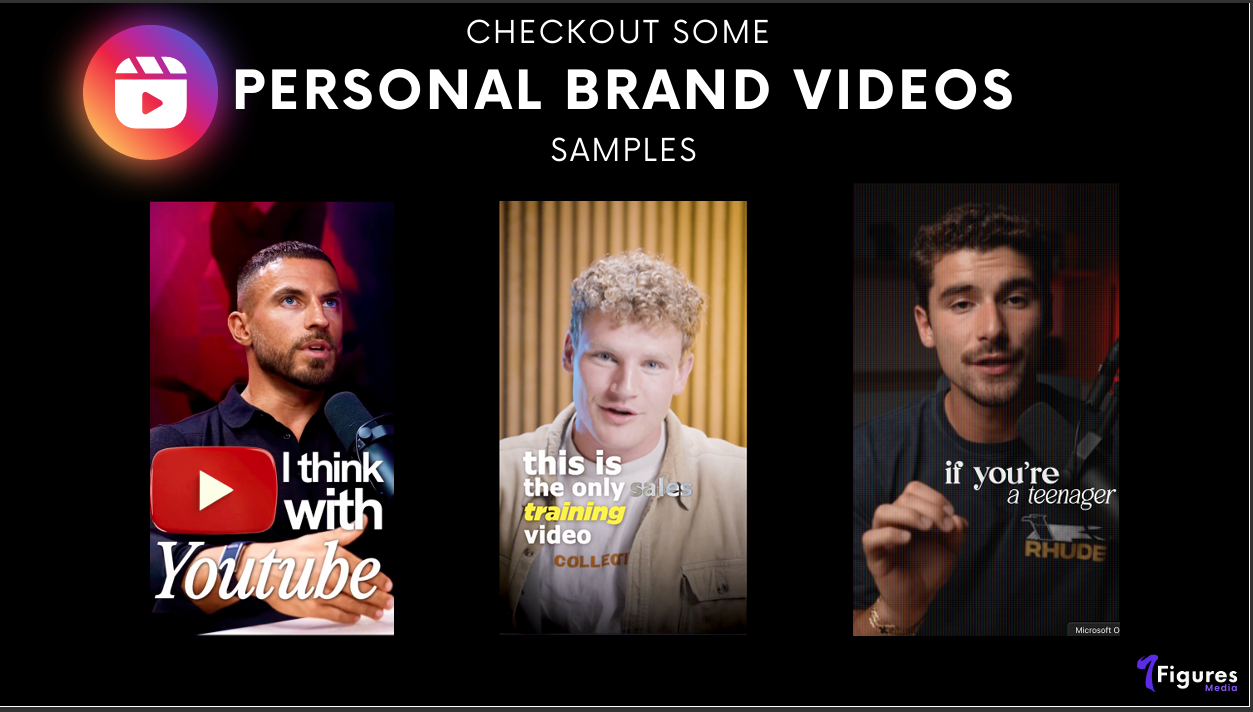 CHECKOUT SOME
PERSONAL BRAND VIDEOS
SAMPLES
I think
with
Youtube
this is
the only sales
training
video
COLLECT
if you're
a teenager
RHUDE
Microsoft O
7Figures
Media